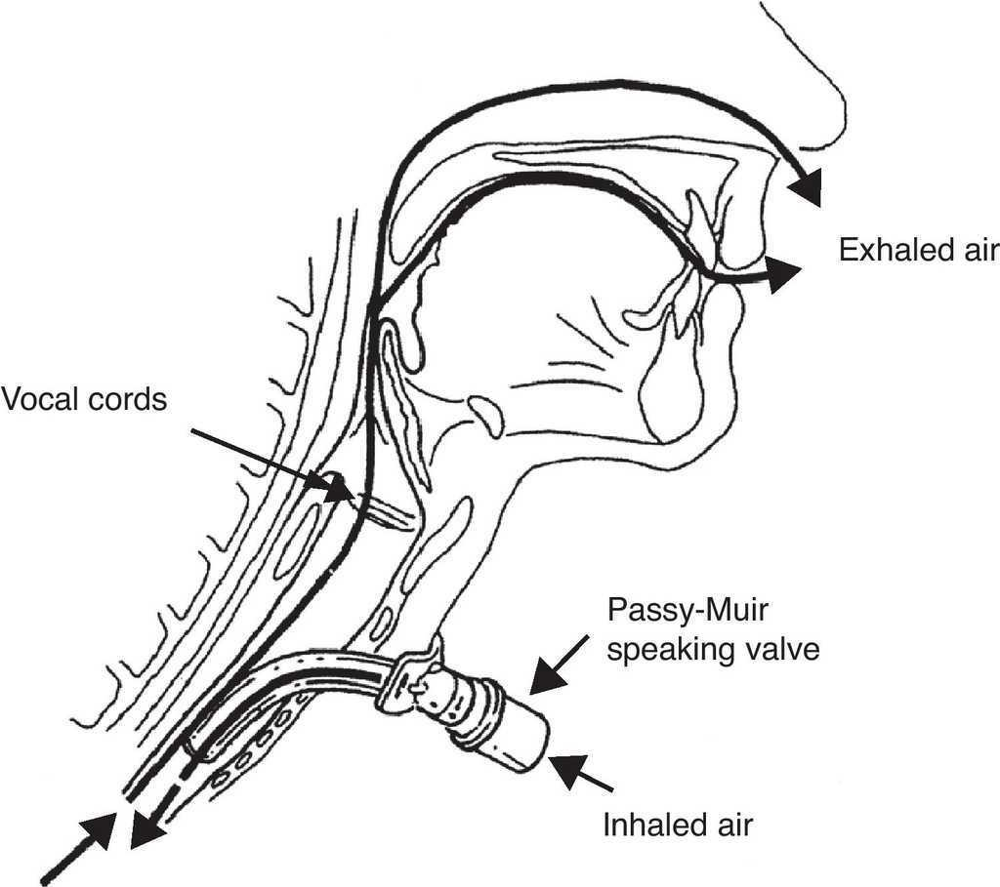 Exhaled air
Vocal cords
Passy-Muir
speaking valve
Inhaled air